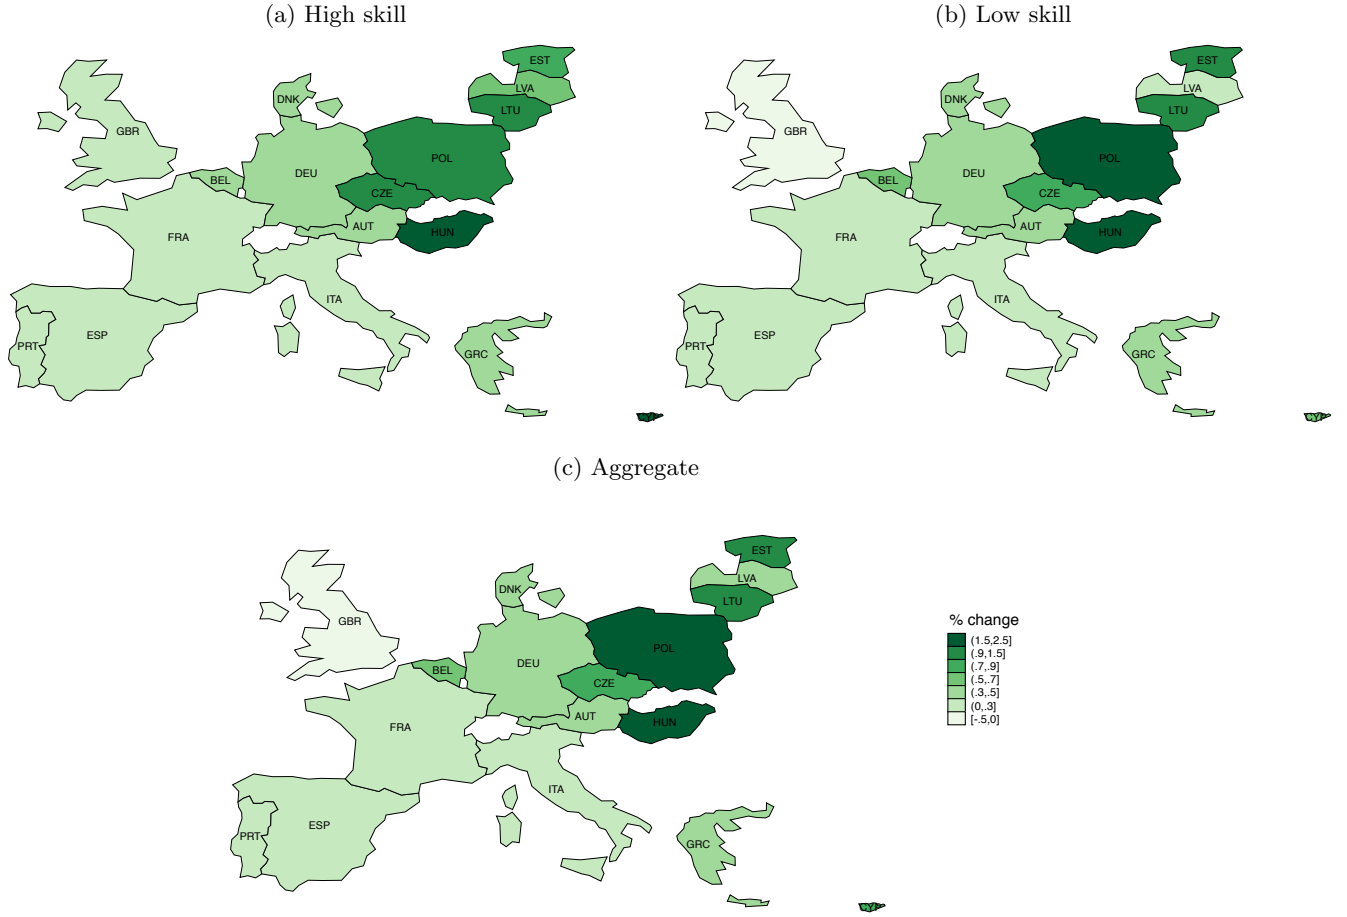 (a) High skill
(b) Low skill
EST
LVA
LTU
DNK
GBR
POL
DEU
BEL
CZE
AUT
HUN
FRA
ITA
ESP
PRT
GRC
EST
LVA
LTU
DNK
GBR
POL
DEU
BEL
CZE
AUT
HUN
FRA
ITA
ESP
PRT
GRC
(c) Aggregate
EST
LVA
LTU
DNK
GBR
POL
DEU
BEL
CZE
AUT
HUN
FRA
ITA
ESP
PRT
GRC
% change
(1.5,2.5]
(.9,1.5]
(.7,.9]
(.5,.7]
(.3,.5]
(0,.3]
[-.5,0]